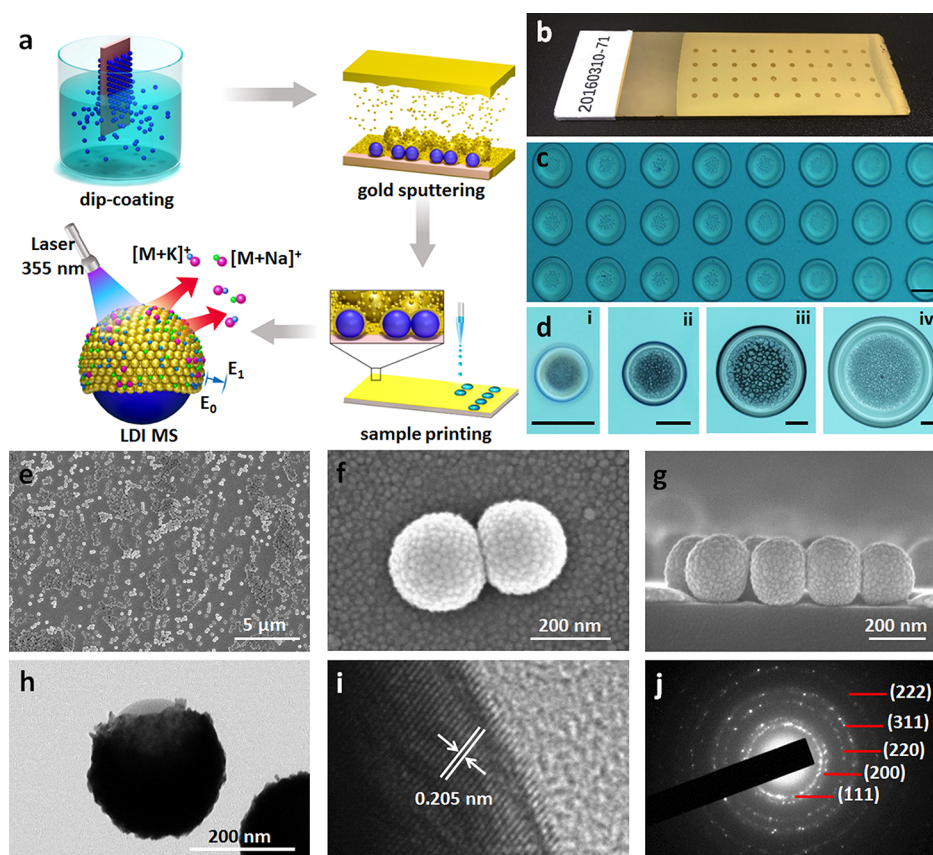 a
dip-coating
gold sputtering
Laser
355 nm
[M+K]+
[M+Na]+
E1
E0
LDI MS
sample printing
b
20160310-71
c
d
i
ii
iii
iv
e
5 μm
f
200 nm
g
200 nm
h
200 nm
i
0.205 nm
j
(222)
(311)
(220)
(200)
(111)